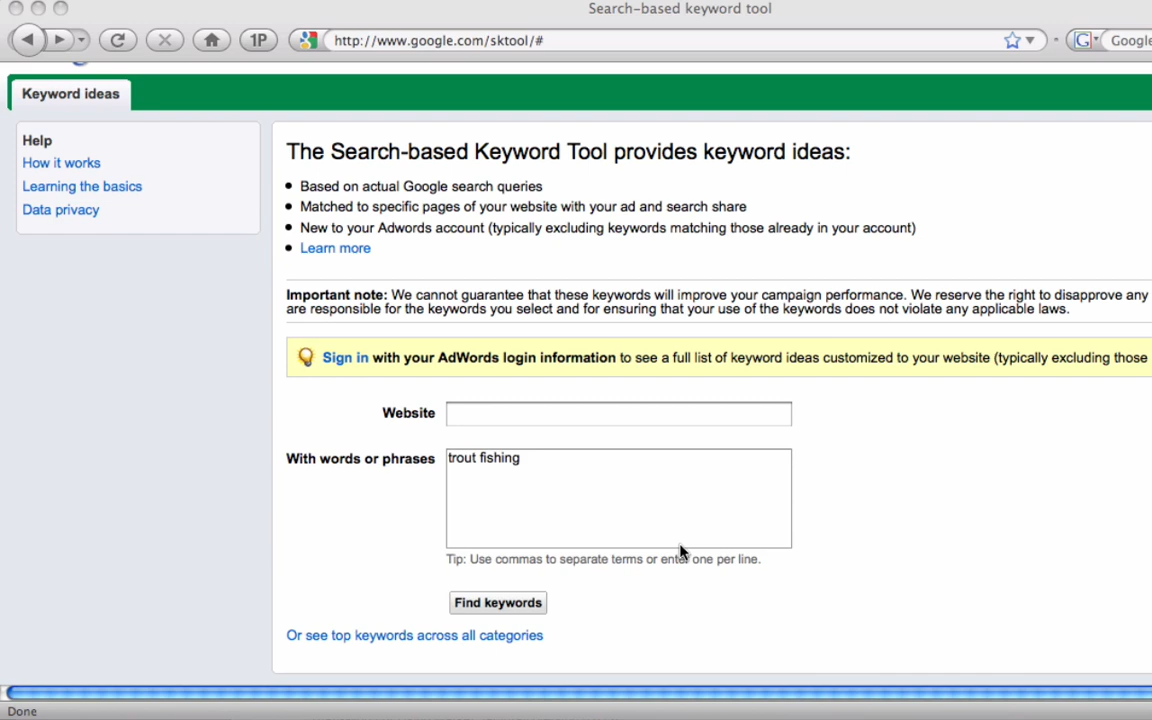 Search-based keyword tool
1P
http://www.google.com/sktool/#
Google
Keyword ideas
Help
How it works
Learning the basics
Data privacy
The Search-based Keyword Tool provides keyword ideas:
Based on actual Google search queries
Matched to specific pages of your website with your ad and search share
New to your Adwords account (typically excluding keywords matching those already in your account)
Learn more
Important note: We cannot guarantee that these keywords will improve your campaign performance. We reserve the right to disapprove any
are responsible for the keywords you select and for ensuring that your use of the keywords does not violate any applicable laws.
Sign in with your AdWords login information to see a full list of keyword ideas customized to your website (typically excluding those
Website
With words or phrases
trout fishing
Tip: Use commas to separate terms or enter one per line.
Find keywords
Or see top keywords across all categories
Done